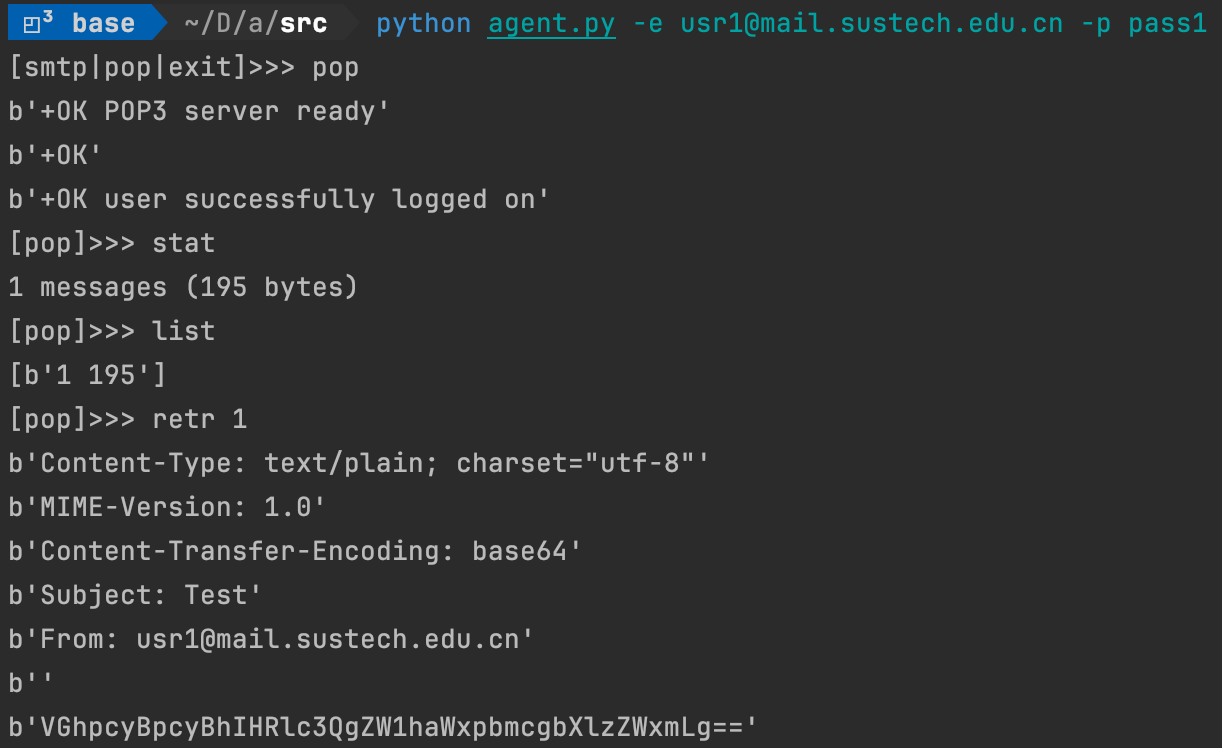 3 base ~/D/a/src python agent.py -e usr1@mail.sustech.edu.cn -p pass1
[smtp|pop|exit]>>> pop
b'+OK POP3 server ready'
b'+OK'
b'+OK user successfully logged on'
[pop]>>> stat
1 messages (195 bytes)
[pop]>>> list
[b'1 195']
[pop]>>> retr 1
b'Content-Type: text/plain; charset="utf-8"'
b'MIME-Version: 1.0'
b'Content-Transfer-Encoding: base64'
b'Subject: Test'
b'From: usr1@mail.sustech.edu.cn'
b''
b'VGhpcyBpcyBhIHRlc3QgZW1haWxpbmcgbXlzZWxmLg=='